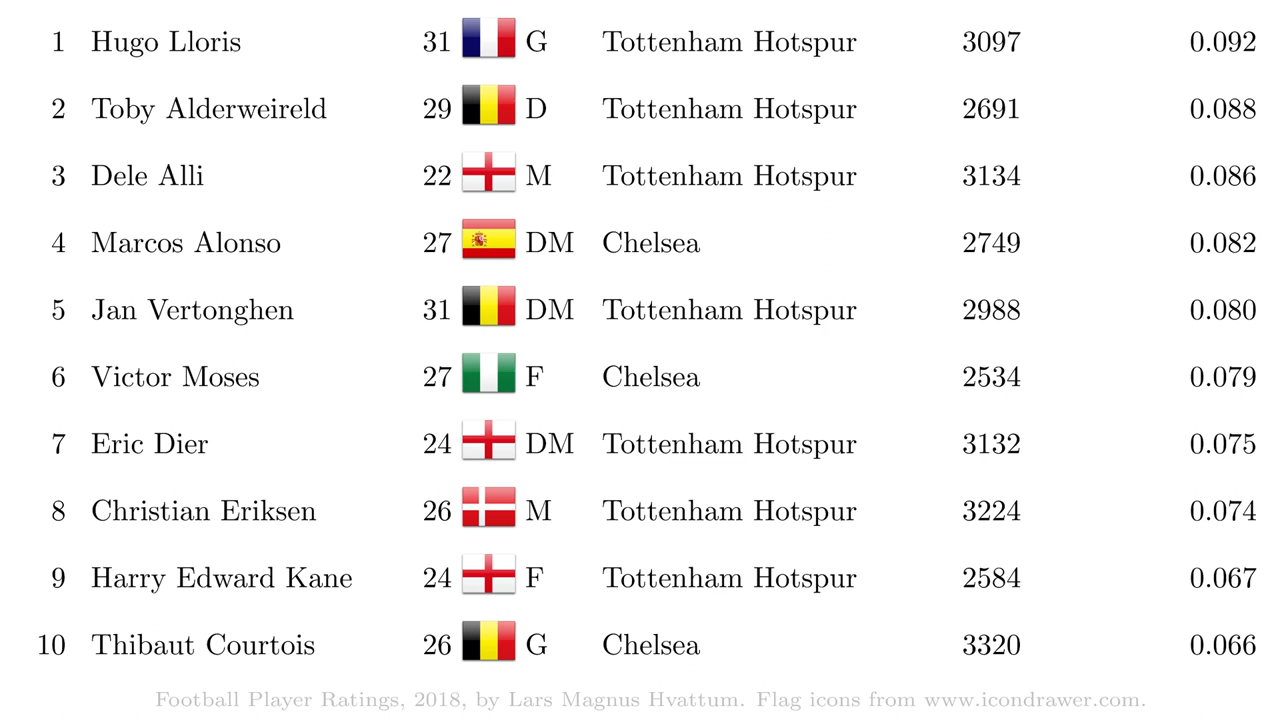 1 Hugo Lloris 31 G Tottenham Hotspur 3097 0.092
2 Toby Alderweireld 29 D Tottenham Hotspur 2691 0.088
3 Dele Alli 22 M Tottenham Hotspur 3134 0.086
4 Marcos Alonso 27 DM Chelsea 2749 0.082
5 Jan Vertonghen 31 DM Tottenham Hotspur 2988 0.080
6 Victor Moses 27 F Chelsea 2534 0.079
7 Eric Dier 24 DM Tottenham Hotspur 3132 0.075
8 Christian Eriksen 26 M Tottenham Hotspur 3224 0.074
9 Harry Edward Kane 24 F Tottenham Hotspur 2584 0.067
10 Thibaut Courtois 26 G Chelsea 3320 0.066
Football Player Ratings, 2018, by Lars Magnus Hvattum. Flag icons from www.icondrawer.com.